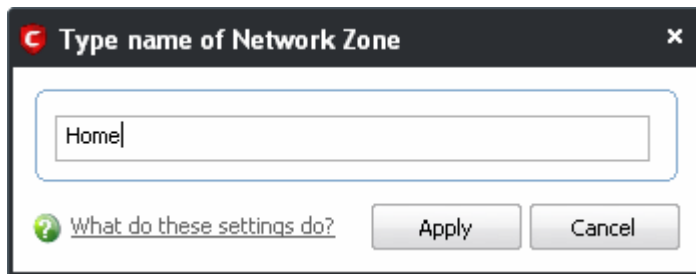 Type name of Network Zone
Home
What do these settings do?
Apply
Cancel